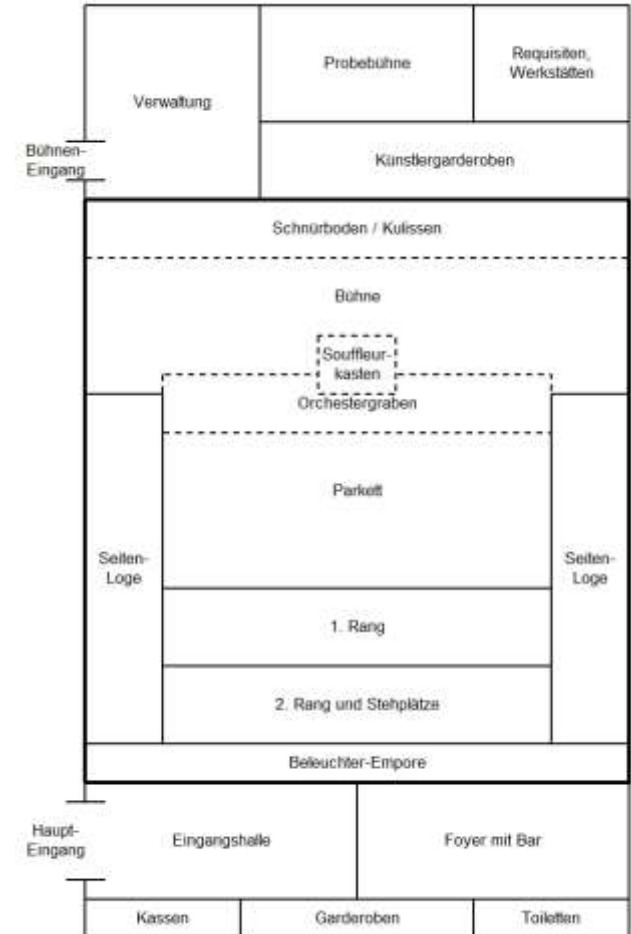 Probebühne
Requisiten,
Werkstätten
Verwaltung
Bühnen-
Eingang
Künstlergarderoben
Schnürboden / Kulissen
Bühne
Souffleur-
kasten
Orchestergraben
Parkett
Seiten-
Loge
Seiten-
Loge
1. Rang
2. Rang und Stehplätze
Beleuchter-Empore
Haupt-
Eingang
Eingangshalle
Foyer mit Bar
Kassen
Garderoben
Toiletten